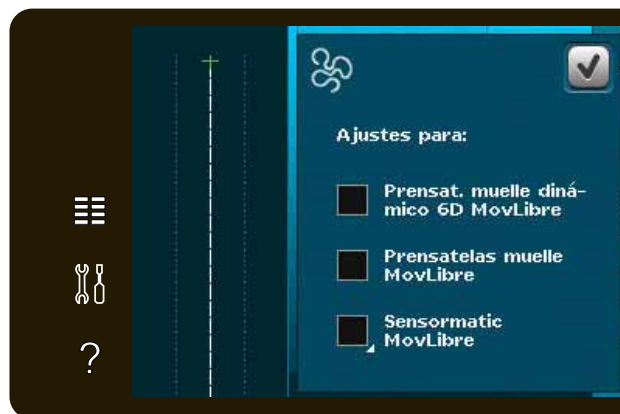 Ajustes para:
Prensat. muelle diná-
mico 6D MovLibre
Prensatelas muelle
MovLibre
Sensormatic
MovLibre
?